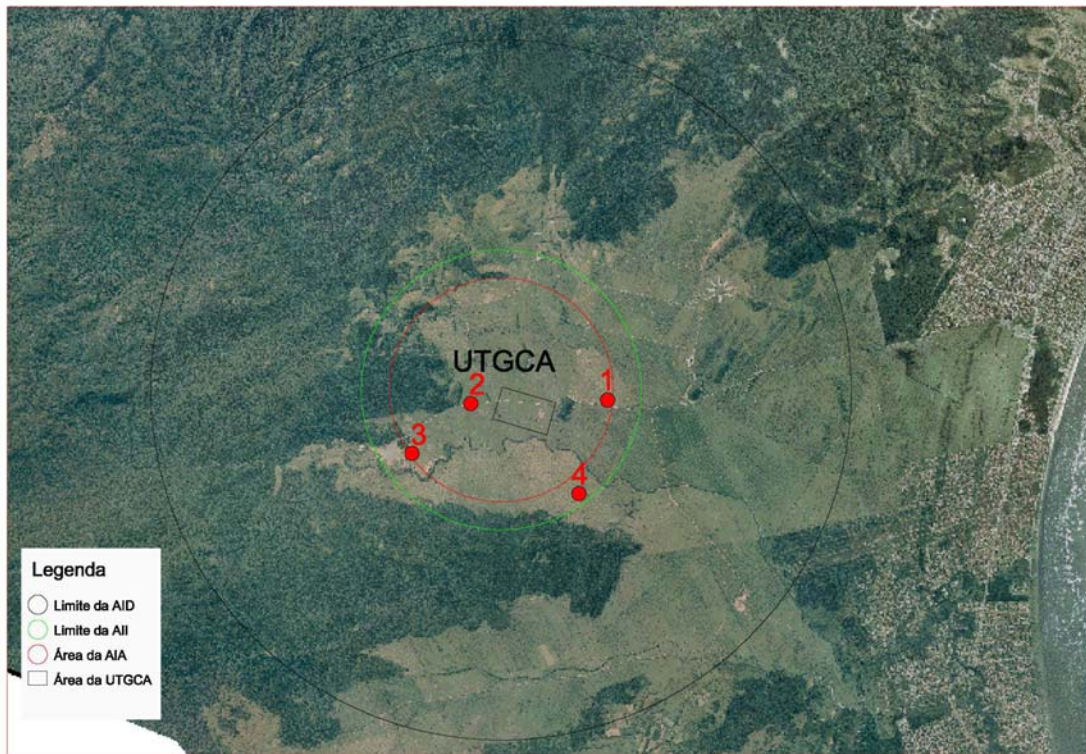 UTGCA
1
2
3
4
Legenda
Limite da AID
Limite da AII
Área da AIA
Área da UTGCA